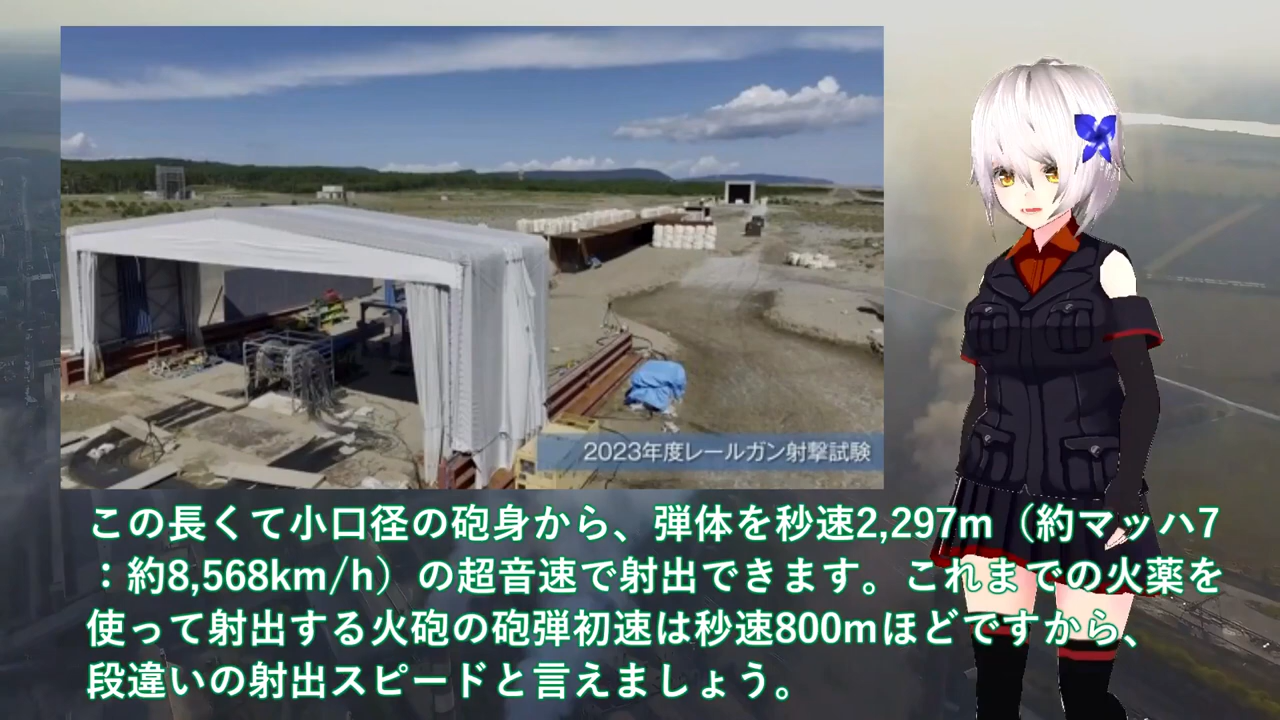 2023年度レールガン射撃試験
この長くて小口径の砲身から、弾体を秒速2,297m（約マッハ7
：約8,568km/h）の超音速で射出できます。これまでの火薬を
使って射出する火砲の砲弾初速は秒速800mほどですから、
段違いの射出スピードと言えましょう。